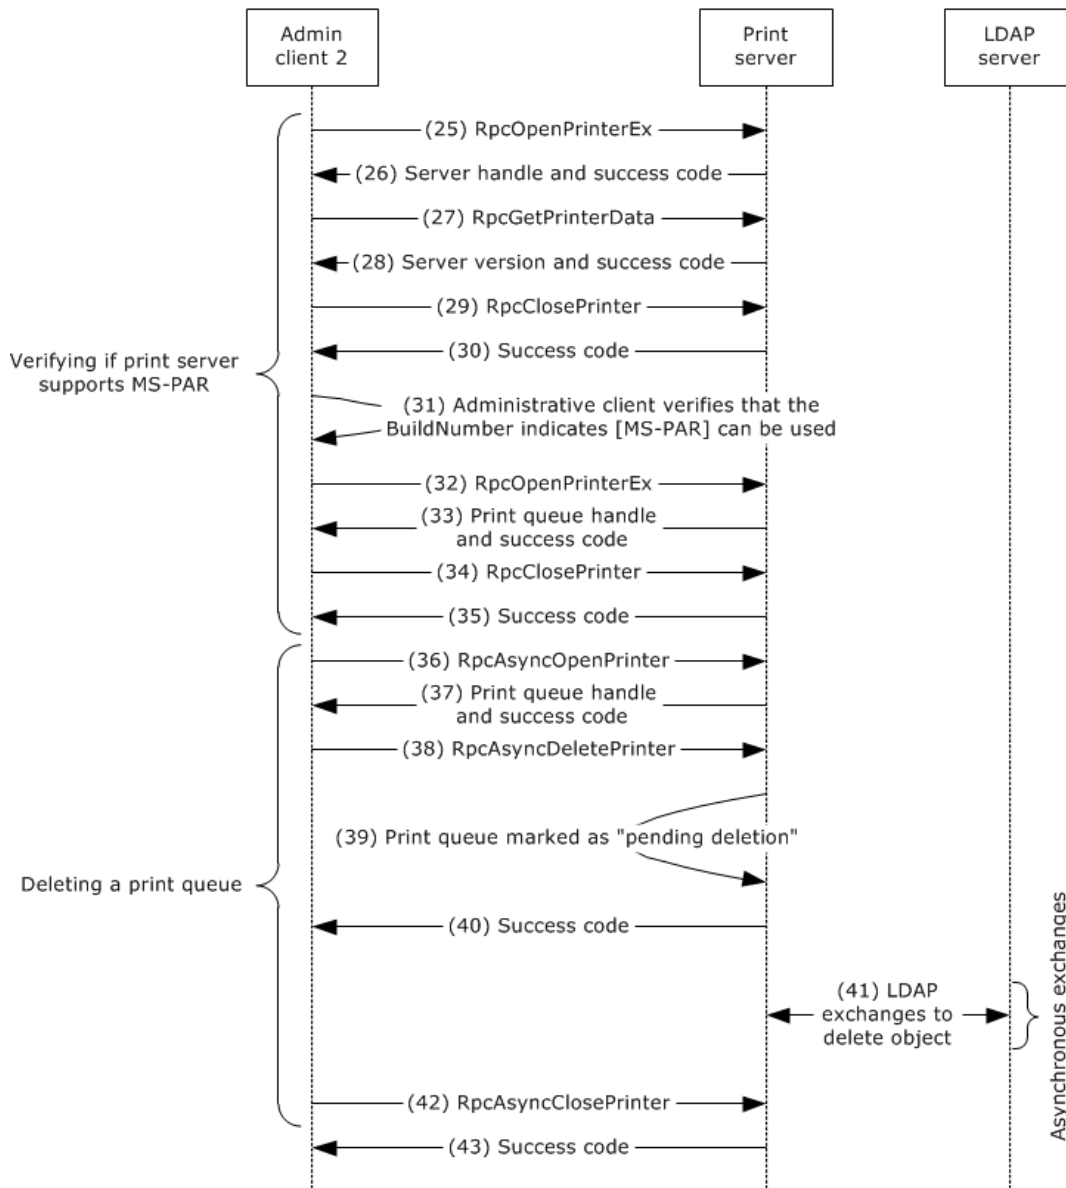 Admin
client 2
Print
server
LDAP
server
(25) RpcOpenPrinterEx
(26) Server handle and success code
(27) RpcGetPrinterData
(28) Server version and success code
(29) RpcClosePrinter
(30) Success code
Verifying if print server
supports MS-PAR
(31) Administrative client verifies that the
BuildNumber indicates [MS-PAR] can be used
(32) RpcOpenPrinterEx
(33) Print queue handle
and success code
(34) RpcClosePrinter
(35) Success code
(36) RpcAsyncOpenPrinter
(37) Print queue handle
and success code
(38) RpcAsyncDeletePrinter
(39) Print queue marked as "pending deletion"
Deleting a print queue
(40) Success code
(41) LDAP
exchanges to
delete object
Asynchronous exchanges
(42) RpcAsyncClosePrinter
(43) Success code